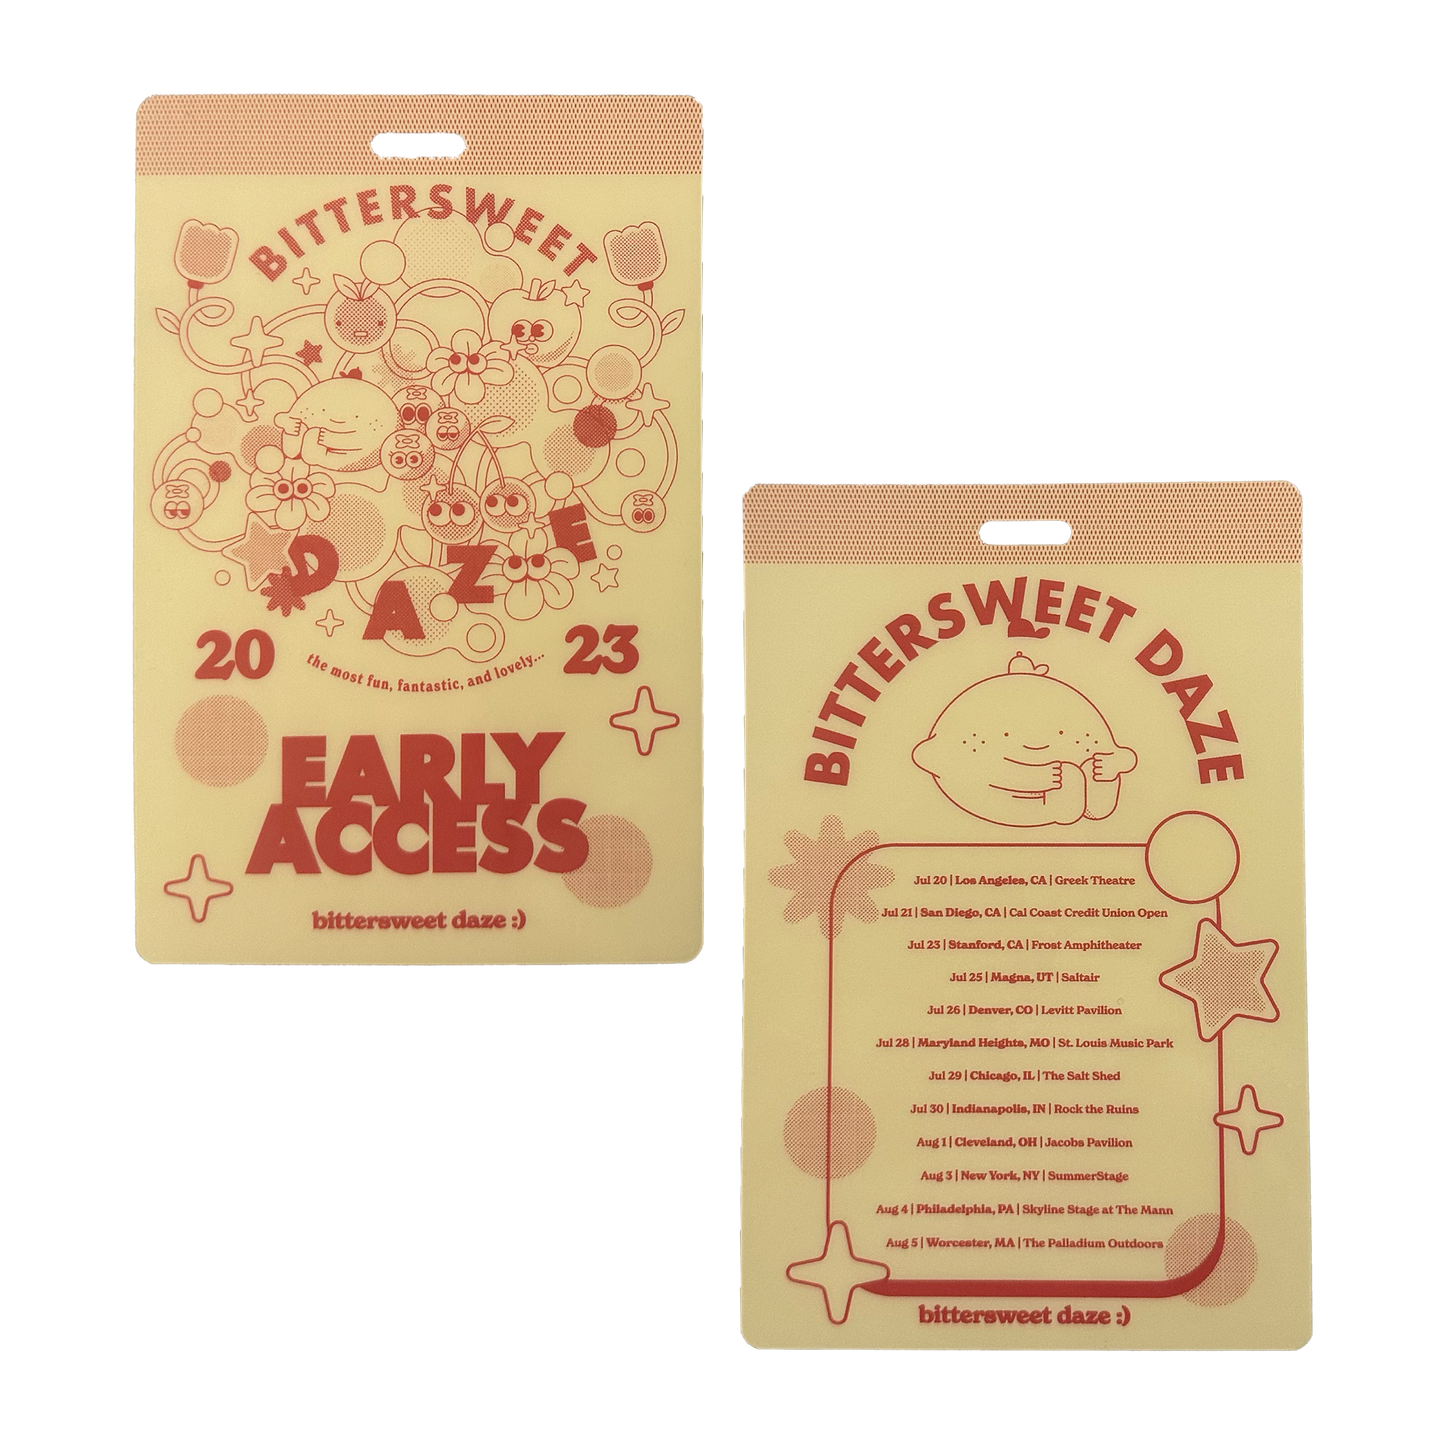 BITTERSWEET
DAZE
20 23
the most fun, fantastic, and lovely...
EARLY
ACCESS
bittersweet daze :)
BITTERSWEET DAZE
Jul 20 | Los Angeles, CA | Greek Theatre
Jul 21 | San Diego, CA | Cal Coast Credit Union Open
Jul 23 | Stanford, CA | Frost Amphitheater
Jul 25 | Magna, UT | Saltair
Jul 26 | Denver, CO | Levitt Pavilion
Jul 28 | Maryland Heights, MO | St. Louis Music Park
Jul 29 | Chicago, IL | The Salt Shed
Jul 30 | Indianapolis, IN | Rock the Ruins
Aug 1 | Cleveland, OH | Jacobs Pavilion
Aug 3 | New York, NY | SummerStage
Aug 4 | Philadelphia, PA | Skyline Stage at The Mann
Aug 5 | Worcester, MA | The Palladium Outdoors
bittersweet daze :)